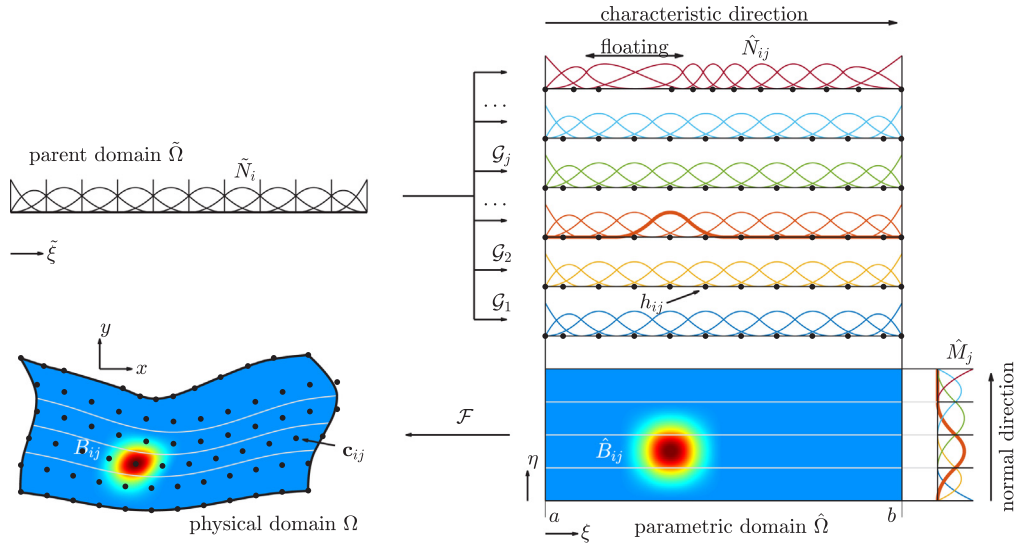 characteristic direction
floating
N̂ᵢⱼ
parent domain Ω̃
Ñᵢ
ξ̃
...
𝒢ⱼ
...
𝒢₂
𝒢₁
hᵢⱼ
y
x
Bᵢⱼ
cᵢⱼ
physical domain Ω
ℱ
M̂ⱼ
normal direction
B̂ᵢⱼ
η
a
b
ξ
parametric domain Ω̂